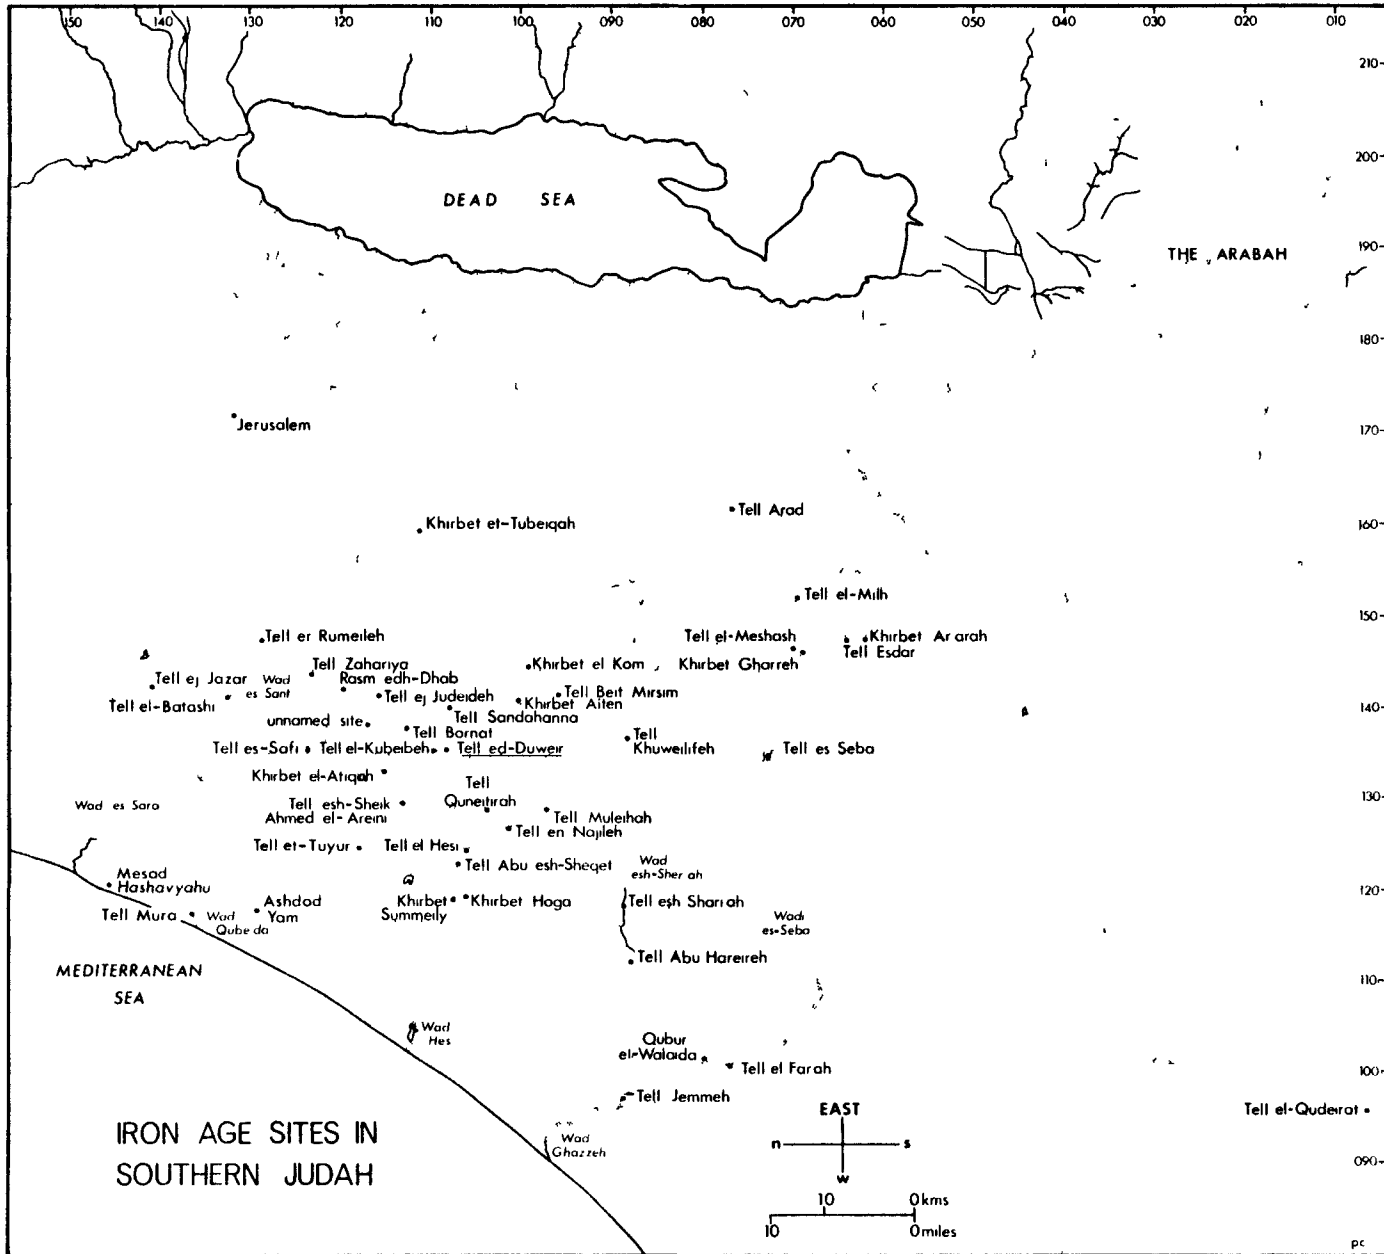 150 140 130 120 110 100 090 080 070 060 050 040 030 020 010
210
200
DEAD SEA
190
THE ARABAH
180
Jerusalem
170
Tell Arad
Khirbet et-Tubeiqah
160
Tell el-Milh
150
Tell er Rumeileh
Tell el-Meshash
Khirbet Ar'arah
Tell Esdar
Khirbet Gharreh
Tell Zahariya
Khirbet el Kom
Tell ej Jazar
Wad
es Sant
Rasm edh-Dhab
Tell ej Judeideh
Tell Beit Mirsim
Khirbet Aiten
Tell el-Batashi
140
unnamed site
Tell Sandahanna
Tell Bornat
Tell es-Safi
Tell el-Kubeibeh
Tell ed-Duweir
Tell
Khuweilifeh
Tell es Seba
Khirbet el-Atiqah
Tell
Quneitirah
130
Wad es Sara
Tell esh-Sheik
Ahmed el-Areini
Tell Muleihah
Tell en Najileh
Tell et-Tuyur
Tell el Hesi
Tell Abu esh-Sheqet
Wad
esh-Sher'ah
Mesad
Hashavyahu
120
Tell Mura
Wad
Qubeida
Ashdod
Yam
Khirbet
Summeily
Khirbet Hoga
Tell esh Shari'ah
Wadi
es-Seba
Tell Abu Hareireh
MEDITERRANEAN
SEA
110
Wad
Hes
Qubur
el-Walaida
Tell el Farah
100
Tell Jemmeh
Tell el-Qudeirat
EAST
n s
w
Wad
Ghazzeh
090
IRON AGE SITES IN
SOUTHERN JUDAH
10 0 kms
10 0 miles
pc